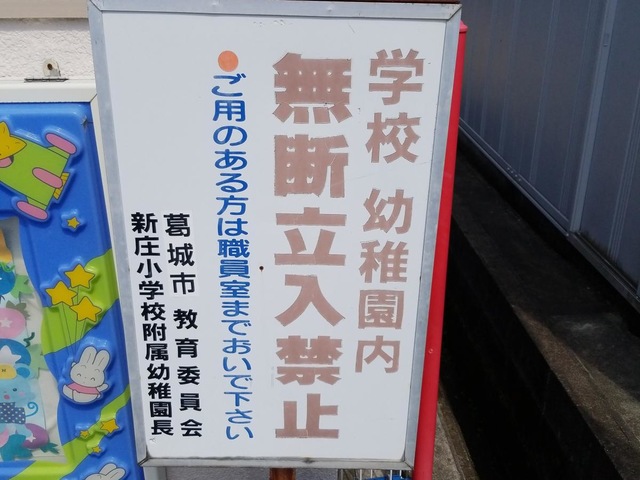 学校 幼稚園内
無断立入禁止
ご用のある方は職員室までおいで下さい
葛城市 教育委員会
新庄小学校附属幼稚園長